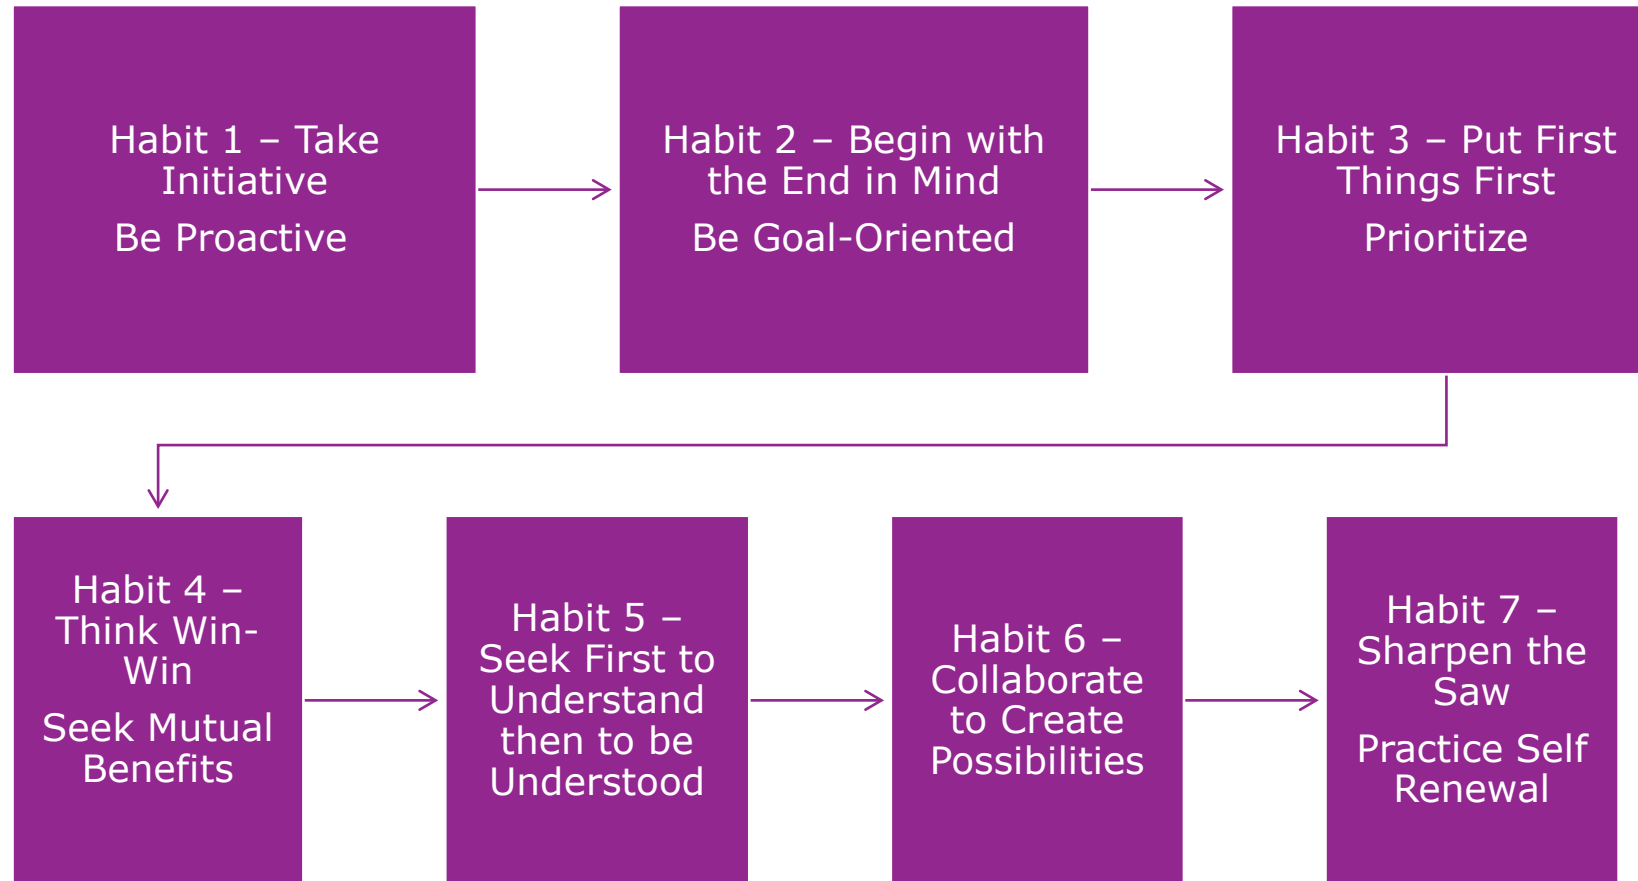 Habit 1 – Take
Initiative
Be Proactive
Habit 2 – Begin with
the End in Mind
Be Goal-Oriented
Habit 3 – Put First
Things First
Prioritize
Habit 4 –
Think Win-
Win
Seek Mutual
Benefits
Habit 5 –
Seek First to
Understand
then to be
Understood
Habit 6 –
Collaborate
to Create
Possibilities
Habit 7 –
Sharpen the
Saw
Practice Self
Renewal